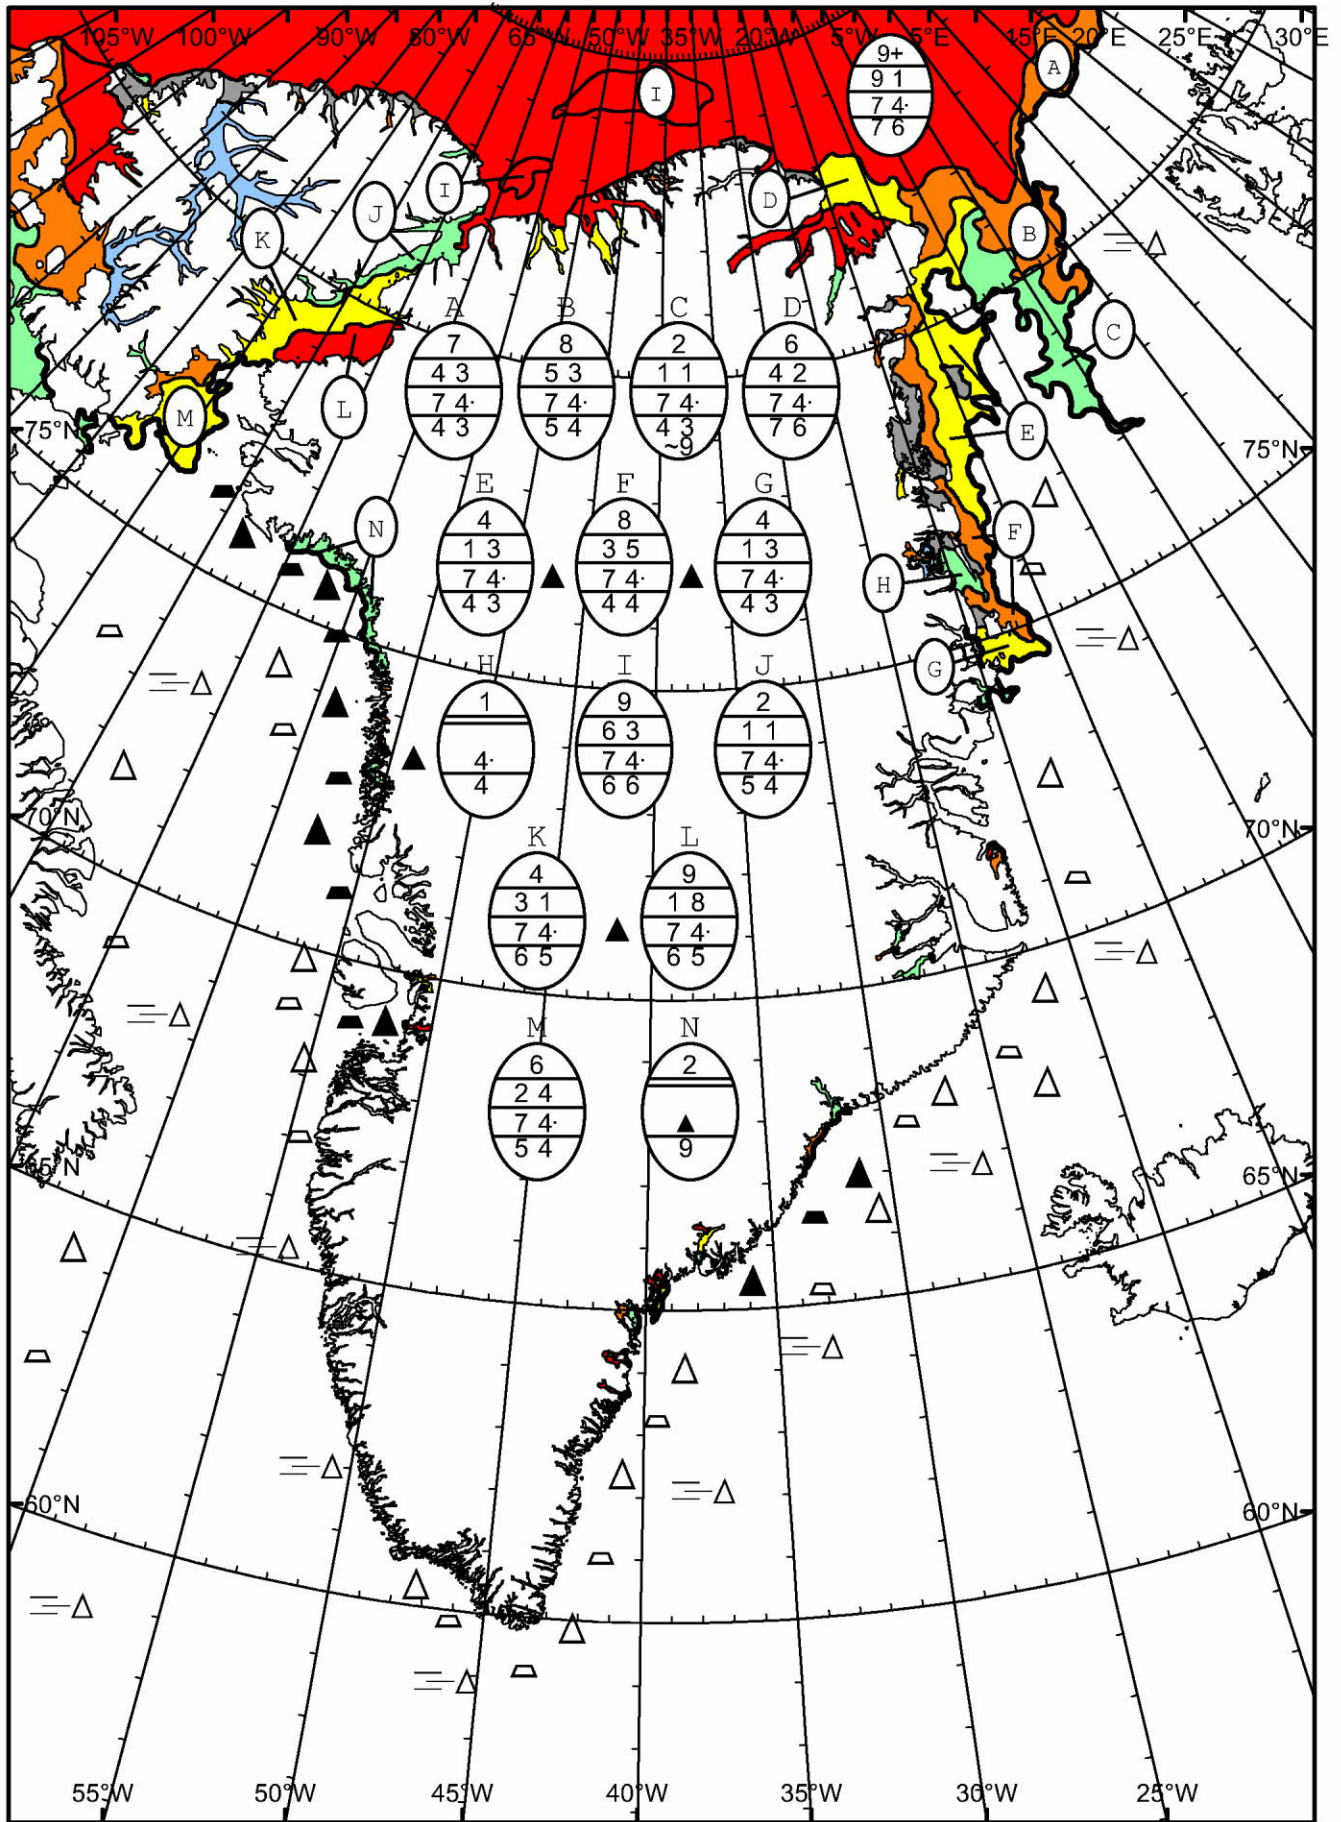 105°W 100°W 90°W 80°W 65°W 50°W 35°W 20°W 5°W 5°E 15°E 20°E 25°E 30°E
9+
9 1
7 4·
7 6
A
I
I
D
J
K
B
C
L
M
E
N
F
H
G
A B C D
7 8 2 6
4 3 5 3 1 1 4 2
7 4· 7 4· 7 4· 7 4·
4 3 5 4 4 3 7 6
~9
75°N 75°N
E F G
4 8 4
1 3 3 5 1 3
7 4· 7 4· 7 4·
4 3 4 4 4 3
H I J
1 9 2
6 3 1 1
4· 7 4· 7 4·
4 6 6 5 4
70°N 70°N
K L
4 9
3 1 1 8
7 4· 7 4·
6 5 6 5
M N
6 2
2 4
7 4·
5 4 9
65°N 65°N
60°N 60°N
55°W 50°W 45°W 40°W 35°W 30°W 25°W